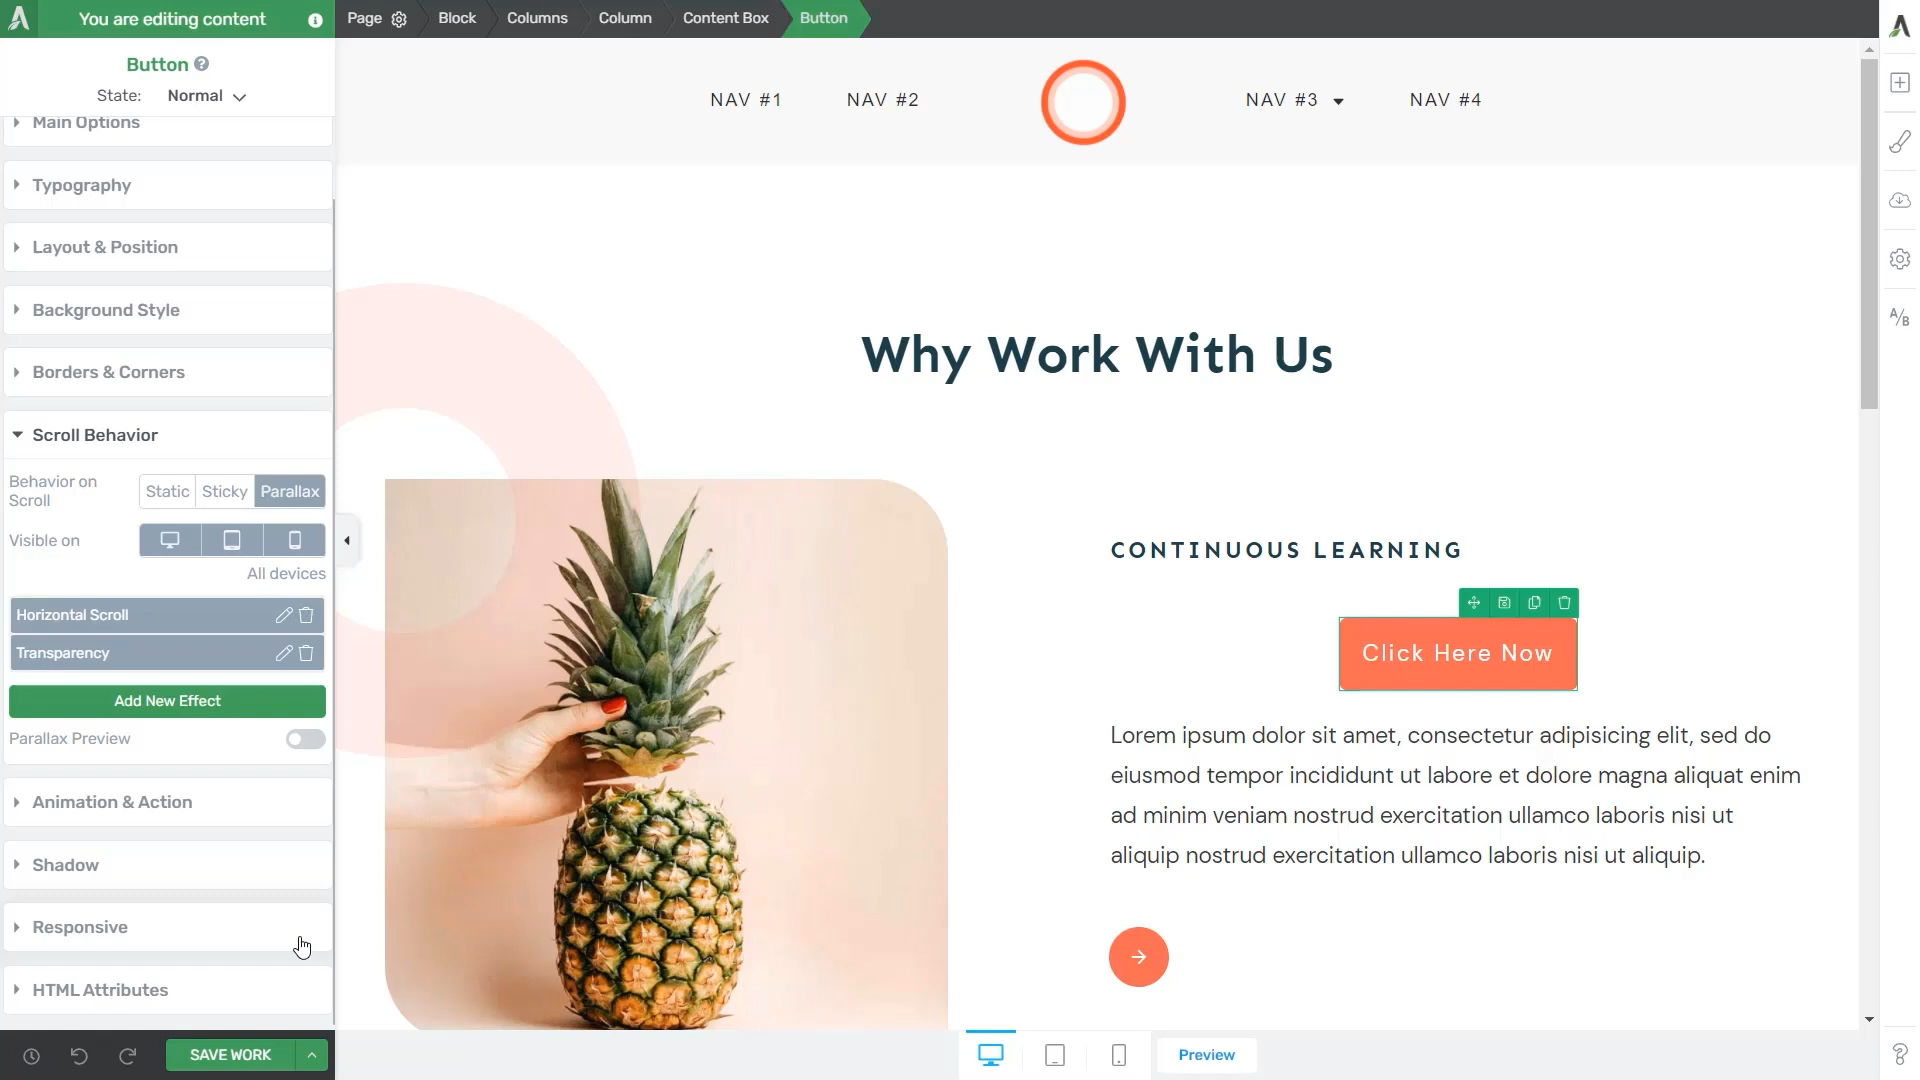 You are editing content
Page
Block
Columns
Column
Content Box
Button
Button
State: Normal
Main Options
Typography
Layout & Position
Background Style
Borders & Corners
Scroll Behavior
Behavior on
Scroll
Static
Sticky
Parallax
Visible on
All devices
Horizontal Scroll
Transparency
Add New Effect
Parallax Preview
Animation & Action
Shadow
Responsive
HTML Attributes
SAVE WORK
NAV #1
NAV #2
NAV #3
NAV #4
Why Work With Us
CONTINUOUS LEARNING
Click Here Now
Lorem ipsum dolor sit amet, consectetur adipisicing elit, sed do
eiusmod tempor incididunt ut labore et dolore magna aliquat enim
ad minim veniam nostrud exercitation ullamco laboris nisi ut
aliquip nostrud exercitation ullamco laboris nisi ut aliquip.
Preview
A/B